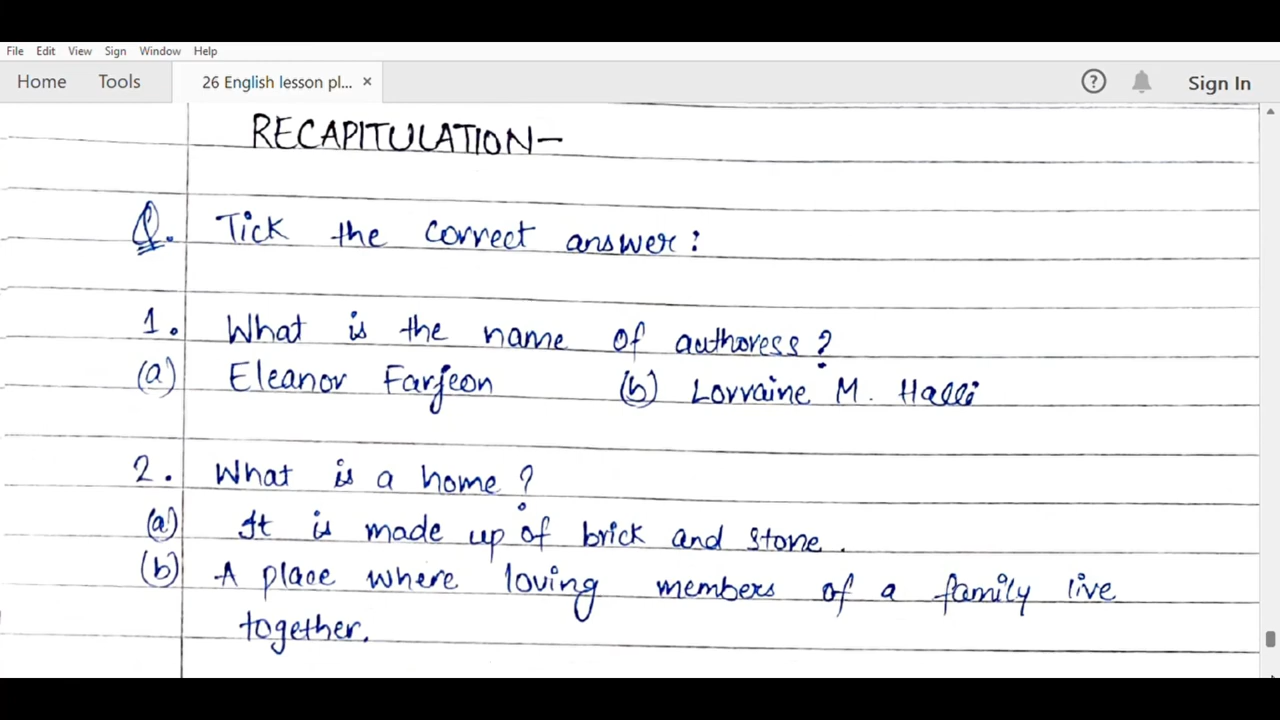 File Edit View Sign Window Help
Home Tools 26 English lesson pl... × ? Sign In
RECAPITULATION-
Q. Tick the correct answer:
1. What is the name of authoress?
(a) Eleanor Farjeon (b) Lorraine M. Halli
2. What is a home?
(a) It is made up of brick and stone.
(b) A place where loving members of a family live
together.